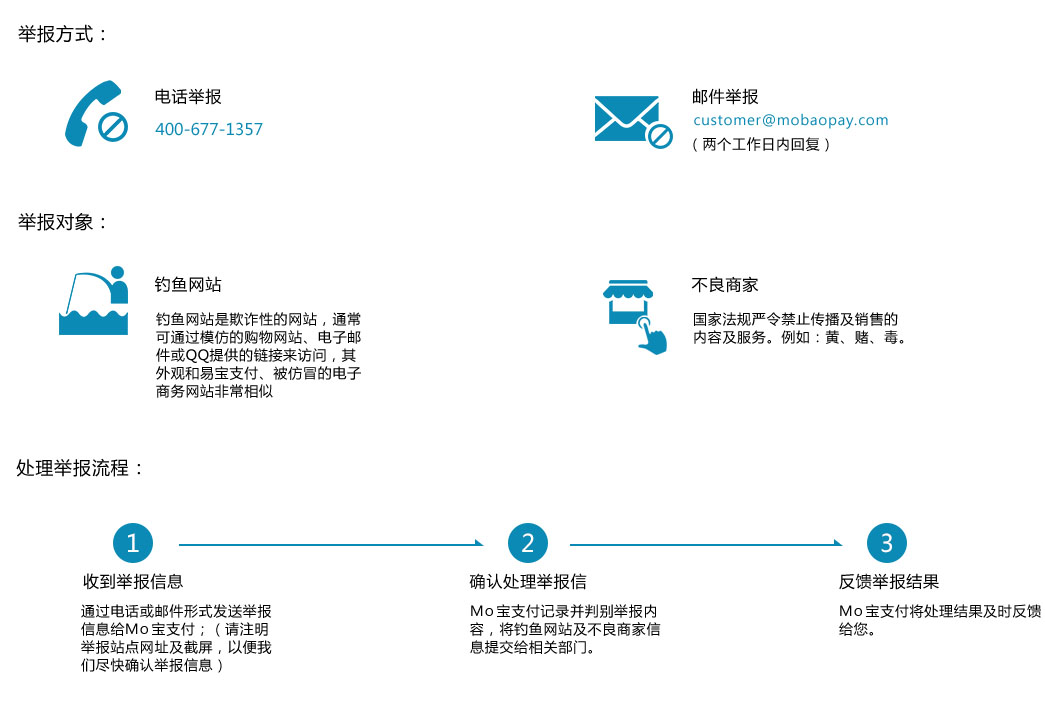 举报方式：
电话举报
400-677-1357
邮件举报
customer@mobaopay.com
（两个工作日内回复）
举报对象：
钓鱼网站
钓鱼网站是欺诈性的网站，通常
可通过模仿的购物网站、电子邮
件或QQ提供的链接来访问，其
外观和易宝支付、被仿冒的电子
商务网站非常相似
不良商家
国家法规严令禁止传播及销售的
内容及服务。例如：黄、赌、毒。
处理举报流程：
1
收到举报信息
通过电话或邮件形式发送举报
信息给Mo宝支付；（请注明
举报站点网址及截屏，以便我
们尽快确认举报信息）
2
确认处理举报信
Mo宝支付记录并判别举报内
容，将钓鱼网站及不良商家信
息提交给相关部门。
3
反馈举报结果
Mo宝支付将处理结果及时反馈
给您。